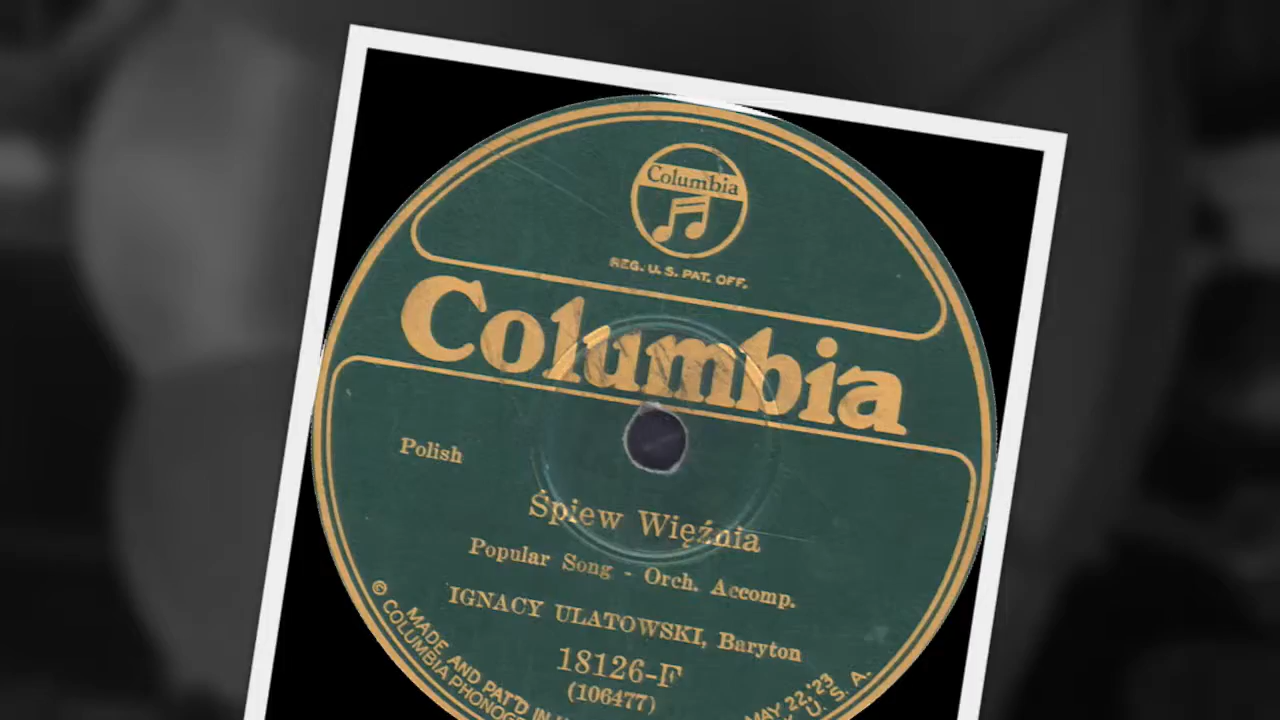 Columbia
REG. U. S. PAT. OFF.
Columbia
Polish
Śpiew Więźnia
Popular Song - Orch. Accomp.
IGNACY ULATOWSKI, Baryton
18126-F
(106477)
MADE AND PAT'D IN
MAY 22,'23
© COLUMBIA
U. S. A.